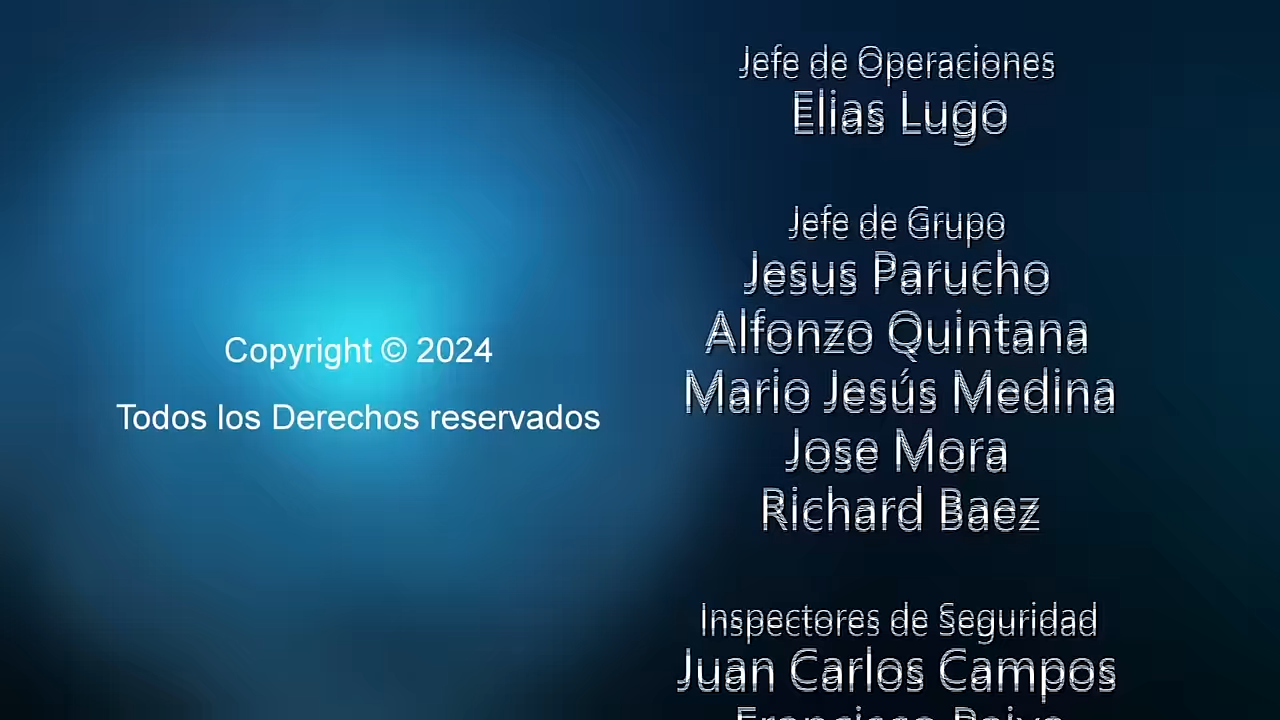 Copyright © 2024
Todos los Derechos reservados
Jefe de Operaciones
Elias Lugo
Jefe de Grupo
Jesus Parucho
Alfonzo Quintana
Mario Jesús Medina
Jose Mora
Richard Baez
Inspectores de Seguridad
Juan Carlos Campos
Francisco